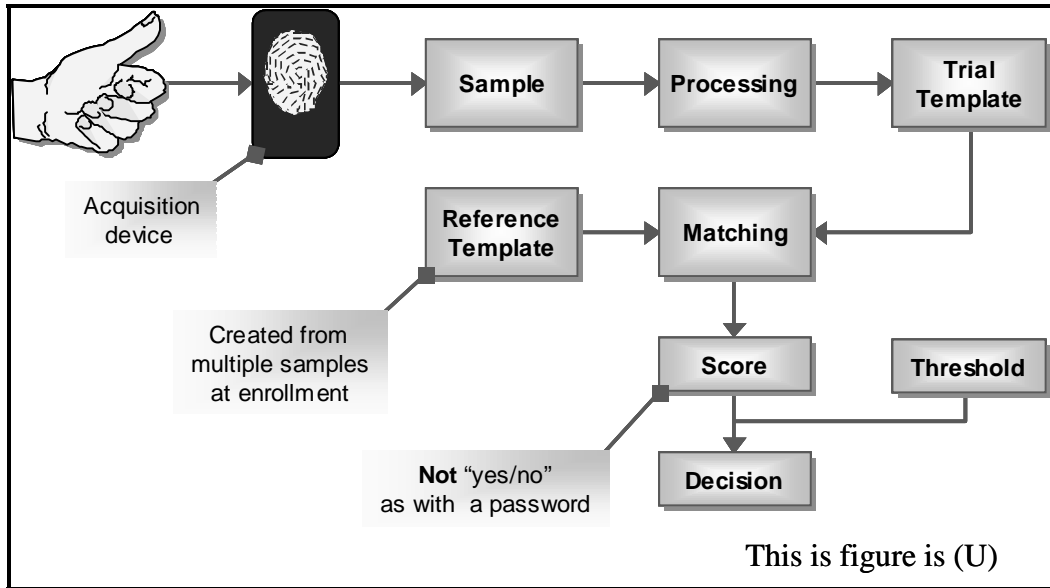 Sample
Processing
Trial
Template
Acquisition
device
Reference
Template
Matching
Created from
multiple samples
at enrollment
Score
Threshold
Not “yes/no”
as with a password
Decision
This is figure is (U)